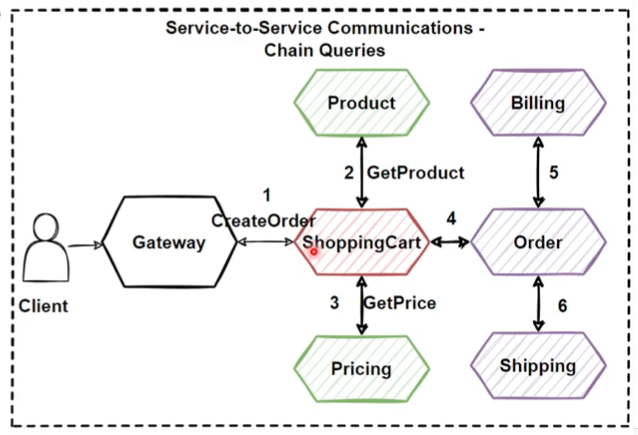 Service-to-Service Communications -
Chain Queries
Product
Billing
2 GetProduct
5
1
CreateOrder
4
Gateway
ShoppingCart
Order
Client
3 GetPrice
6
Pricing
Shipping